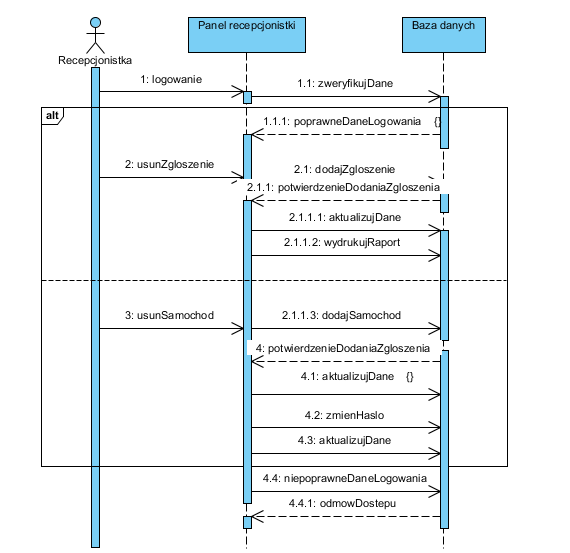 Panel recepcjonistki
Baza danych
Recepcjonistka
1: logowanie
1.1: zweryfikujDane
alt
1.1.1: poprawneDaneLogowania {}
2: usunZgloszenie
2.1: dodajZgloszenie
2.1.1: potwierdzenieDodaniaZgloszenia
2.1.1.1: aktualizujDane
2.1.1.2: wydrukujRaport
3: usunSamochod
2.1.1.3: dodajSamochod
4: potwierdzenieDodaniaZgloszenia
4.1: aktualizujDane {}
4.2: zmienHaslo
4.3: aktualizujDane
4.4: niepoprawneDaneLogowania
4.4.1: odmowDostepu